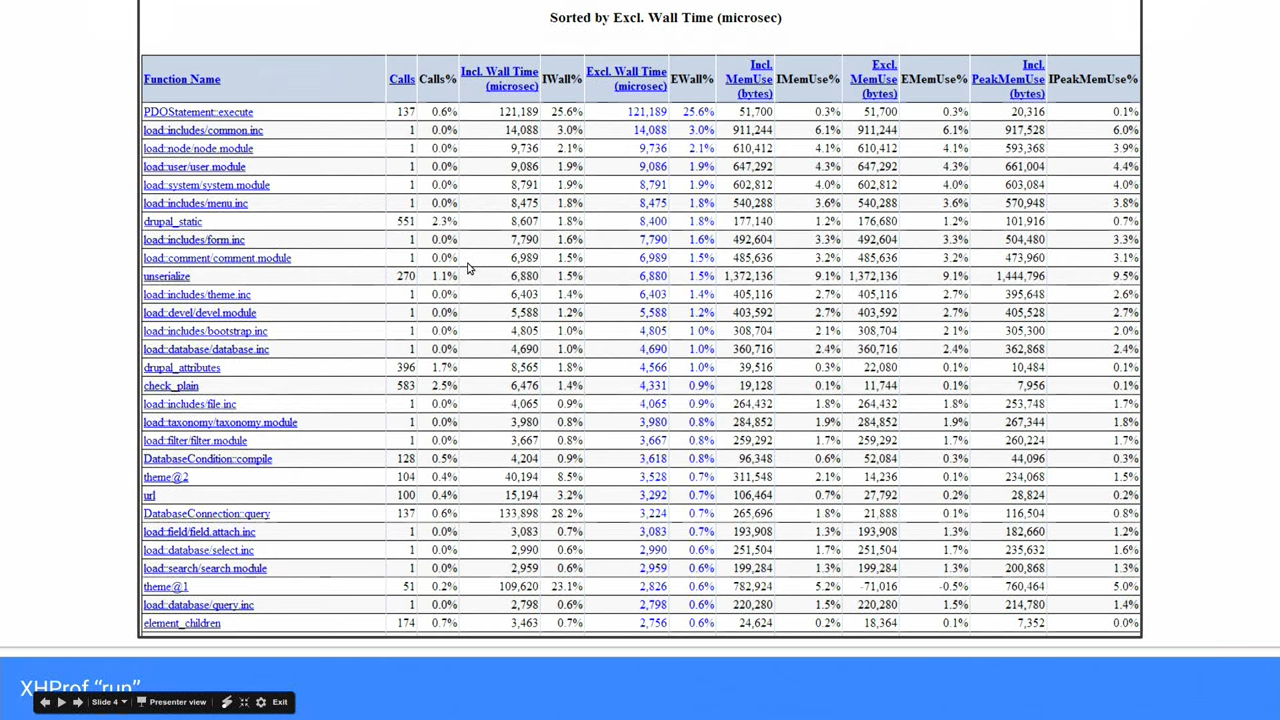 Sorted by Excl. Wall Time (microsec)
Function Name Calls Calls% Incl. Wall Time (microsec) IWall% Excl. Wall Time (microsec) EWall% Incl. MemUse (bytes) IMemUse% Excl. MemUse (bytes) EMemUse% Incl. PeakMemUse (bytes) IPeakMemUse%
PDOStatement::execute 137 0.6% 121,189 25.6% 121,189 25.6% 51,700 0.3% 51,700 0.3% 20,316 0.1%
load::includes/common.inc 1 0.0% 14,088 3.0% 14,088 3.0% 911,244 6.1% 911,244 6.1% 917,528 6.0%
load::node/node.module 1 0.0% 9,736 2.1% 9,736 2.1% 610,412 4.1% 610,412 4.1% 593,368 3.9%
load::user/user.module 1 0.0% 9,086 1.9% 9,086 1.9% 647,292 4.3% 647,292 4.3% 661,004 4.4%
load::system/system.module 1 0.0% 8,791 1.9% 8,791 1.9% 602,812 4.0% 602,812 4.0% 603,084 4.0%
load::includes/menu.inc 1 0.0% 8,475 1.8% 8,475 1.8% 540,288 3.6% 540,288 3.6% 570,948 3.8%
drupal_static 551 2.3% 8,607 1.8% 8,400 1.8% 177,140 1.2% 176,680 1.2% 101,916 0.7%
load::includes/form.inc 1 0.0% 7,790 1.6% 7,790 1.6% 492,604 3.3% 492,604 3.3% 504,480 3.3%
load::comment/comment.module 1 0.0% 6,989 1.5% 6,989 1.5% 485,636 3.2% 485,636 3.2% 473,960 3.1%
unserialize 270 1.1% 6,880 1.5% 6,880 1.5% 1,372,136 9.1% 1,372,136 9.1% 1,444,796 9.5%
load::includes/theme.inc 1 0.0% 6,403 1.4% 6,403 1.4% 405,116 2.7% 405,116 2.7% 395,648 2.6%
load::devel/devel.module 1 0.0% 5,588 1.2% 5,588 1.2% 403,592 2.7% 403,592 2.7% 405,528 2.7%
load::includes/bootstrap.inc 1 0.0% 4,805 1.0% 4,805 1.0% 308,704 2.1% 308,704 2.1% 305,300 2.0%
load::database/database.inc 1 0.0% 4,690 1.0% 4,690 1.0% 360,716 2.4% 360,716 2.4% 362,868 2.4%
drupal_attributes 396 1.7% 8,565 1.8% 4,566 1.0% 39,516 0.3% 22,080 0.1% 10,484 0.1%
check_plain 583 2.5% 6,476 1.4% 4,331 0.9% 19,128 0.1% 11,744 0.1% 7,956 0.1%
load::includes/file.inc 1 0.0% 4,065 0.9% 4,065 0.9% 264,432 1.8% 264,432 1.8% 253,748 1.7%
load::taxonomy/taxonomy.module 1 0.0% 3,980 0.8% 3,980 0.8% 284,852 1.9% 284,852 1.9% 267,344 1.8%
load::filter/filter.module 1 0.0% 3,667 0.8% 3,667 0.8% 259,292 1.7% 259,292 1.7% 260,224 1.7%
DatabaseCondition::compile 128 0.5% 4,204 0.9% 3,618 0.8% 96,348 0.6% 52,084 0.3% 44,096 0.3%
theme@2 104 0.4% 40,194 8.5% 3,528 0.7% 311,548 2.1% 14,236 0.1% 234,068 1.5%
url 100 0.4% 15,194 3.2% 3,292 0.7% 106,464 0.7% 27,792 0.2% 28,824 0.2%
DatabaseConnection::query 137 0.6% 133,898 28.2% 3,224 0.7% 265,696 1.8% 21,888 0.1% 116,504 0.8%
load::field/field.attach.inc 1 0.0% 3,083 0.7% 3,083 0.7% 193,908 1.3% 193,908 1.3% 182,660 1.2%
load::database/select.inc 1 0.0% 2,990 0.6% 2,990 0.6% 251,504 1.7% 251,504 1.7% 235,632 1.6%
load::search/search.module 1 0.0% 2,959 0.6% 2,959 0.6% 199,284 1.3% 199,284 1.3% 200,868 1.3%
theme@1 51 0.2% 109,620 23.1% 2,826 0.6% 782,924 5.2% -71,016 -0.5% 760,464 5.0%
load::database/query.inc 1 0.0% 2,798 0.6% 2,798 0.6% 220,280 1.5% 220,280 1.5% 214,780 1.4%
element_children 174 0.7% 3,463 0.7% 2,756 0.6% 24,624 0.2% 18,364 0.1% 7,352 0.0%
XHProf “run”
Slide 4 Presenter view Exit